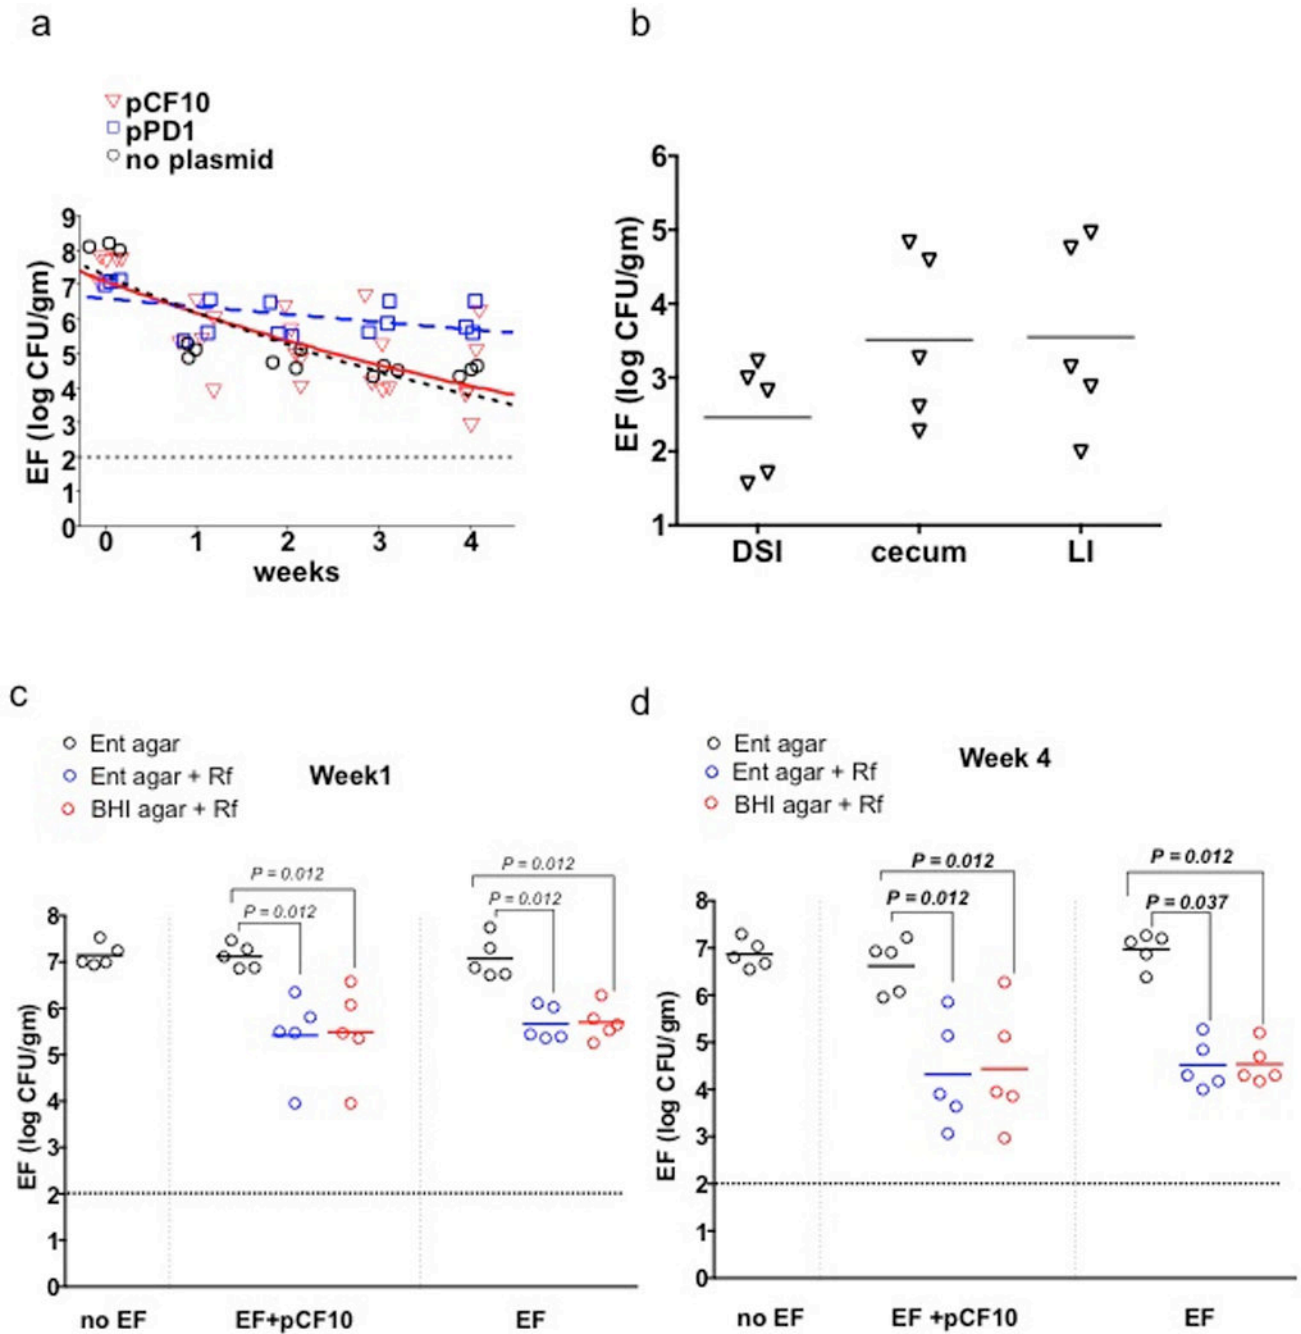 a
pCF10
pPD1
no plasmid
EF (log CFU/gm)
9
8
7
6
5
4
3
2
1
0
0 1 2 3 4
weeks
b
EF (log CFU/gm)
6
5
4
3
2
1
DSI cecum LI
c
Ent agar
Ent agar + Rf
BHI agar + Rf
Week1
P = 0.012
P = 0.012
P = 0.012
P = 0.012
EF (log CFU/gm)
8
7
6
5
4
3
2
1
0
no EF EF+pCF10 EF
d
Ent agar
Ent agar + Rf
BHI agar + Rf
Week 4
P = 0.012
P = 0.012
P = 0.012
P = 0.037
EF (log CFU/gm)
8
7
6
5
4
3
2
1
0
no EF EF +pCF10 EF